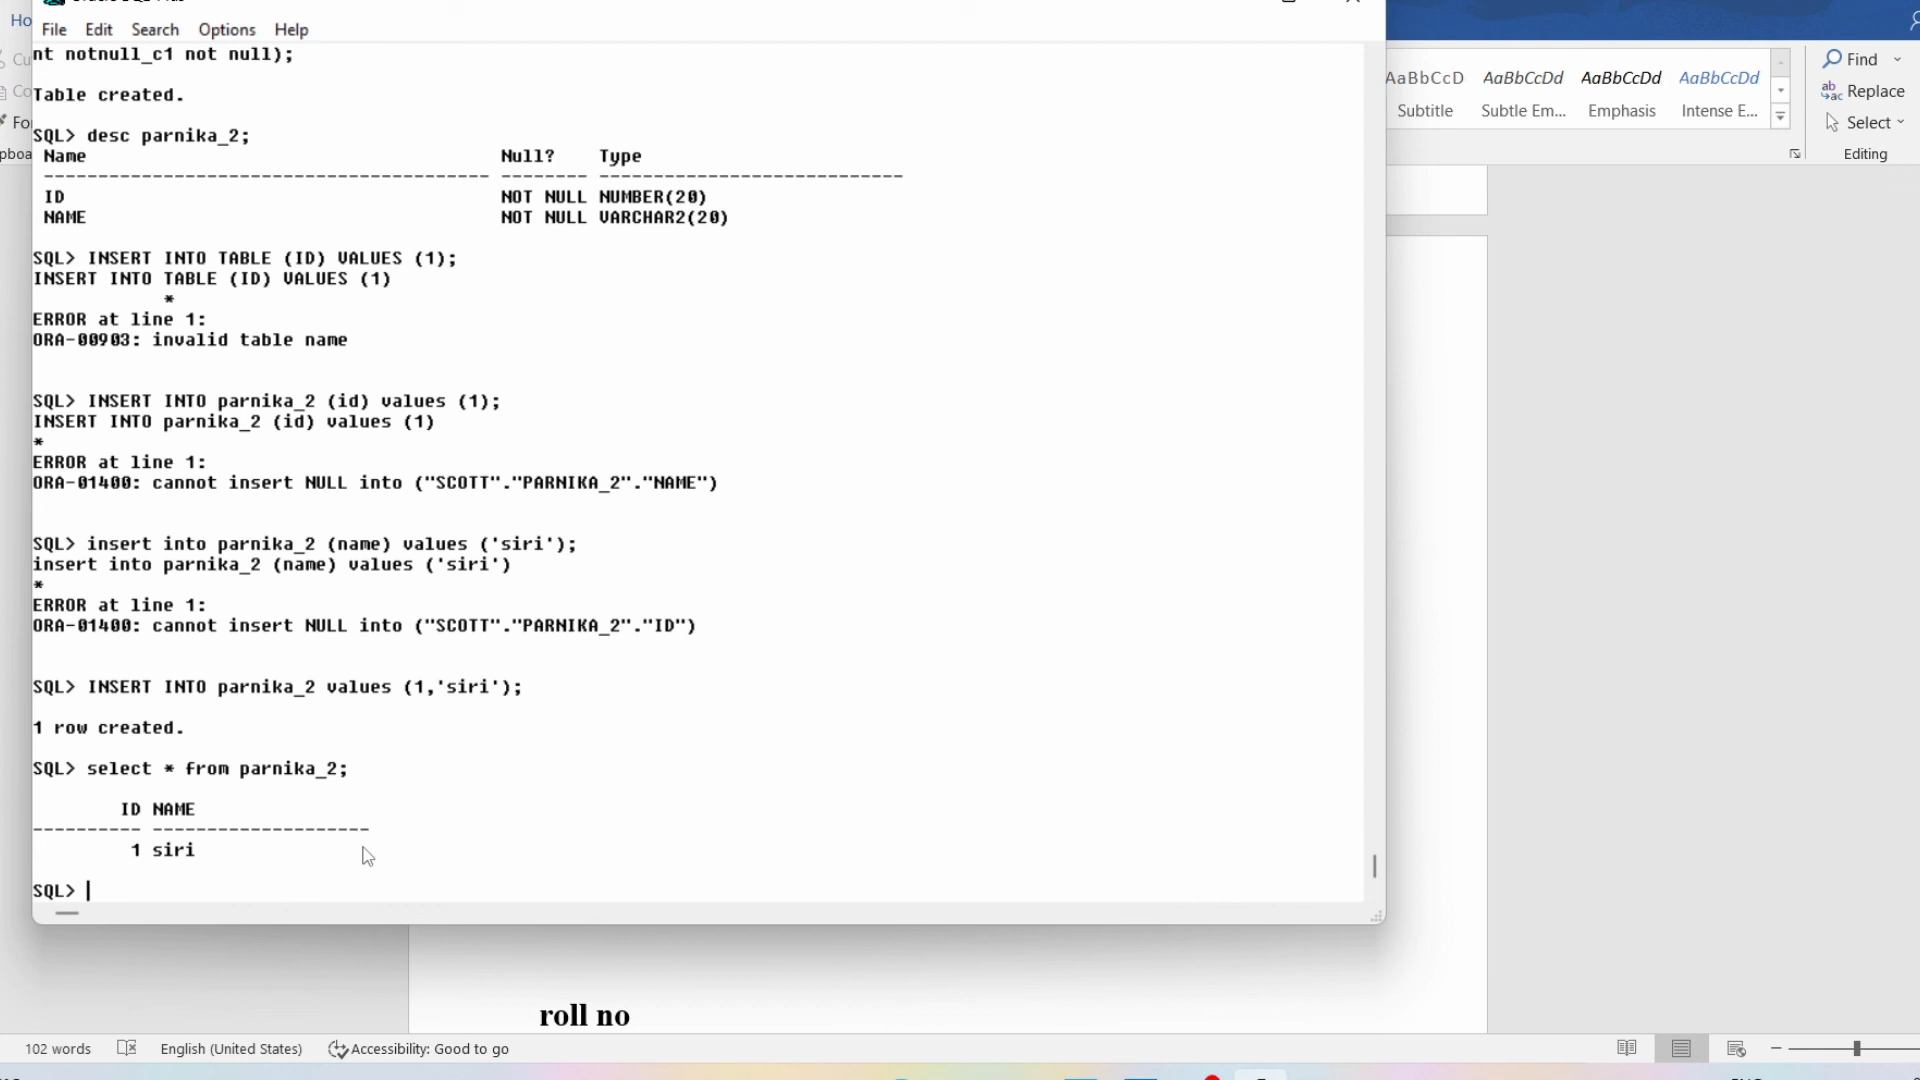 File Edit Search Options Help
nt notnull_c1 not null);
Table created.
SQL> desc parnika_2;
Name Null? Type
----------------------------------------- -------- ----------------------------
ID NOT NULL NUMBER(20)
NAME NOT NULL VARCHAR2(20)
SQL> INSERT INTO TABLE (ID) VALUES (1);
INSERT INTO TABLE (ID) VALUES (1)
*
ERROR at line 1:
ORA-00903: invalid table name
SQL> INSERT INTO parnika_2 (id) values (1);
INSERT INTO parnika_2 (id) values (1)
*
ERROR at line 1:
ORA-01400: cannot insert NULL into ("SCOTT"."PARNIKA_2"."NAME")
SQL> insert into parnika_2 (name) values ('siri');
insert into parnika_2 (name) values ('siri')
*
ERROR at line 1:
ORA-01400: cannot insert NULL into ("SCOTT"."PARNIKA_2"."ID")
SQL> INSERT INTO parnika_2 values (1,'siri');
1 row created.
SQL> select * from parnika_2;
ID NAME
---------- --------------------
1 siri
SQL>
AaBbCcD AaBbCcDd AaBbCcDd AaBbCcDd
Subtitle Subtle Em... Emphasis Intense E...
Find
Replace
Select
Editing
roll no
102 words English (United States) Accessibility: Good to go